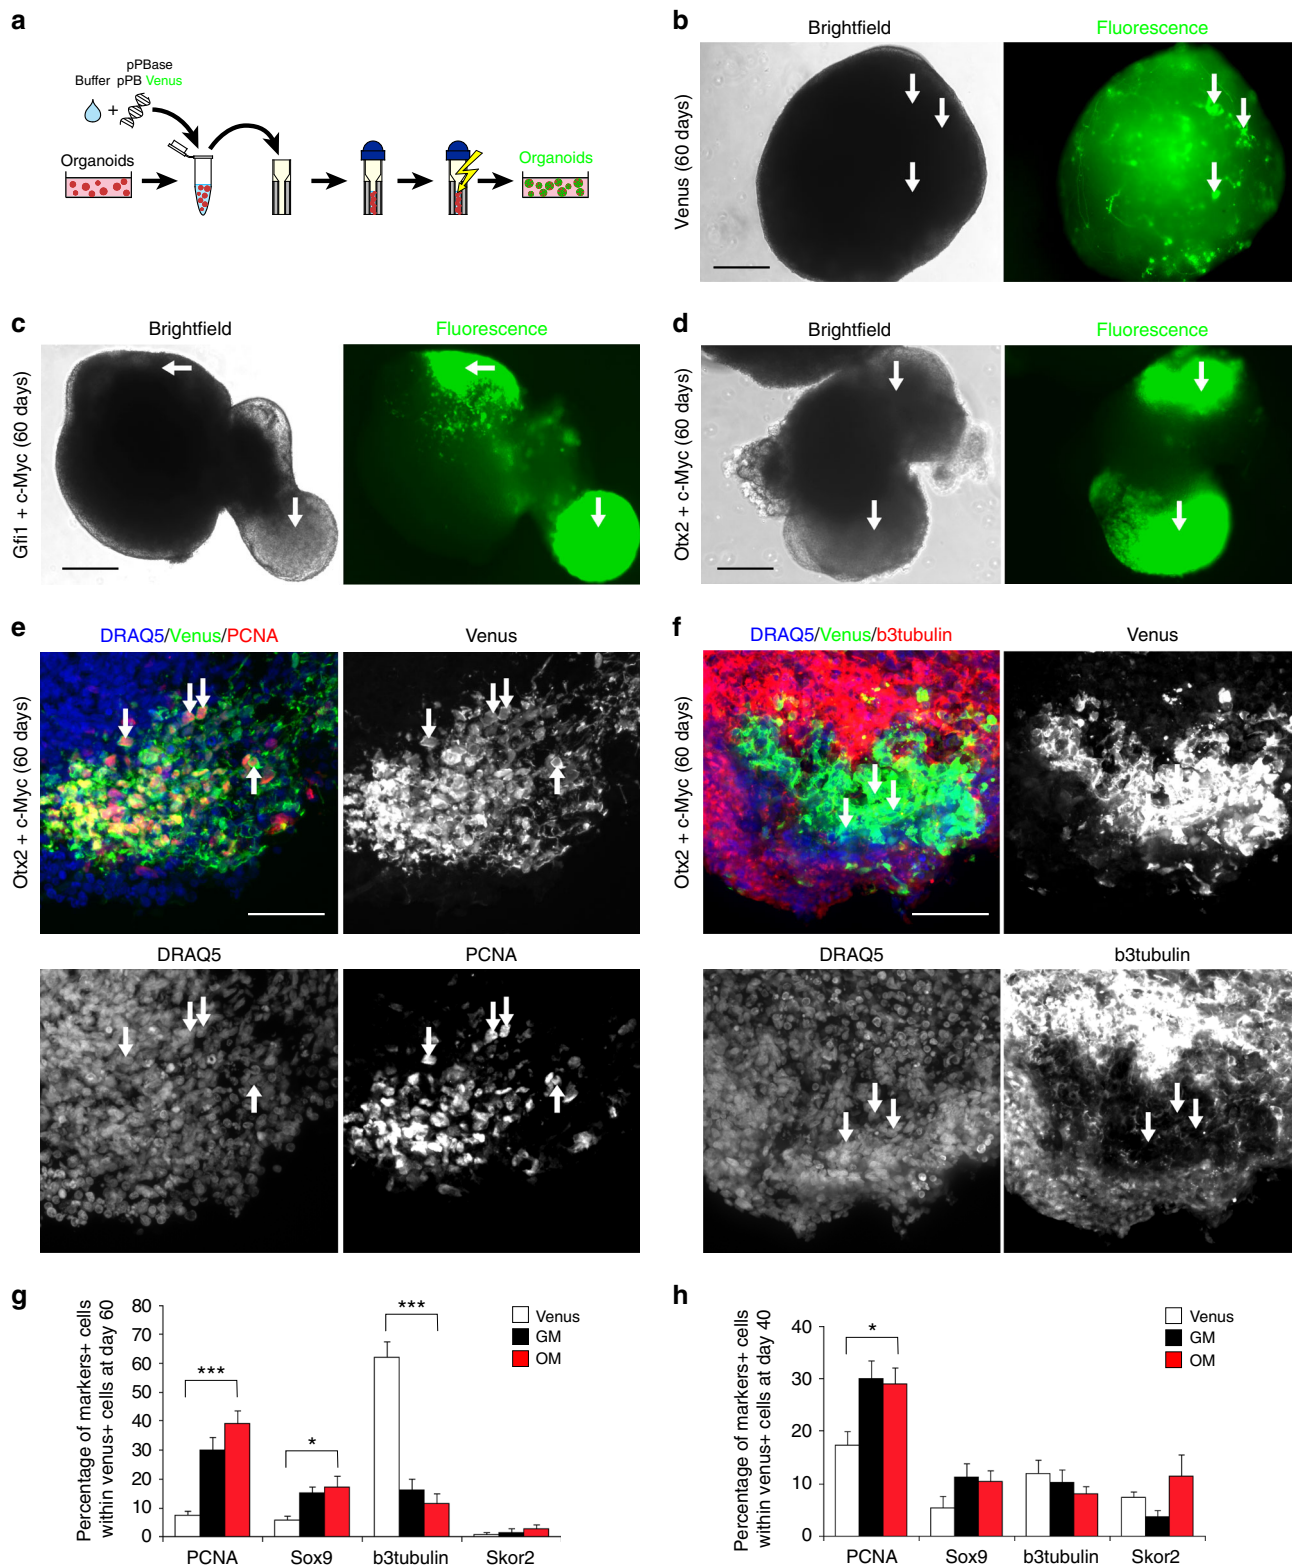 a
pPBase
Buffer pPB Venus
+
Organoids
Organoids
b
Brightfield
Fluorescence
Venus (60 days)
c
Brightfield
Fluorescence
Gfi1 + c-Myc (60 days)
d
Brightfield
Fluorescence
Otx2 + c-Myc (60 days)
e
DRAQ5/Venus/PCNA
Venus
Otx2 + c-Myc (60 days)
DRAQ5
PCNA
f
DRAQ5/Venus/b3tubulin
Venus
Otx2 + c-Myc (60 days)
DRAQ5
b3tubulin
g
Percentage of markers+ cells
within venus+ cells at day 60
80
70
60
50
40
30
20
10
0
***
*
***
Venus
GM
OM
PCNA
Sox9
b3tubulin
Skor2
h
Percentage of markers+ cells
within venus+ cells at day 40
40
30
20
10
0
*
Venus
GM
OM
PCNA
Sox9
b3tubulin
Skor2